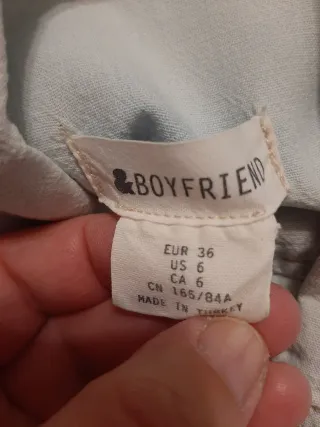 &BOYFRIEND
EUR 36
US 6
CA 6
CN 165/84A
MADE IN TURKEY